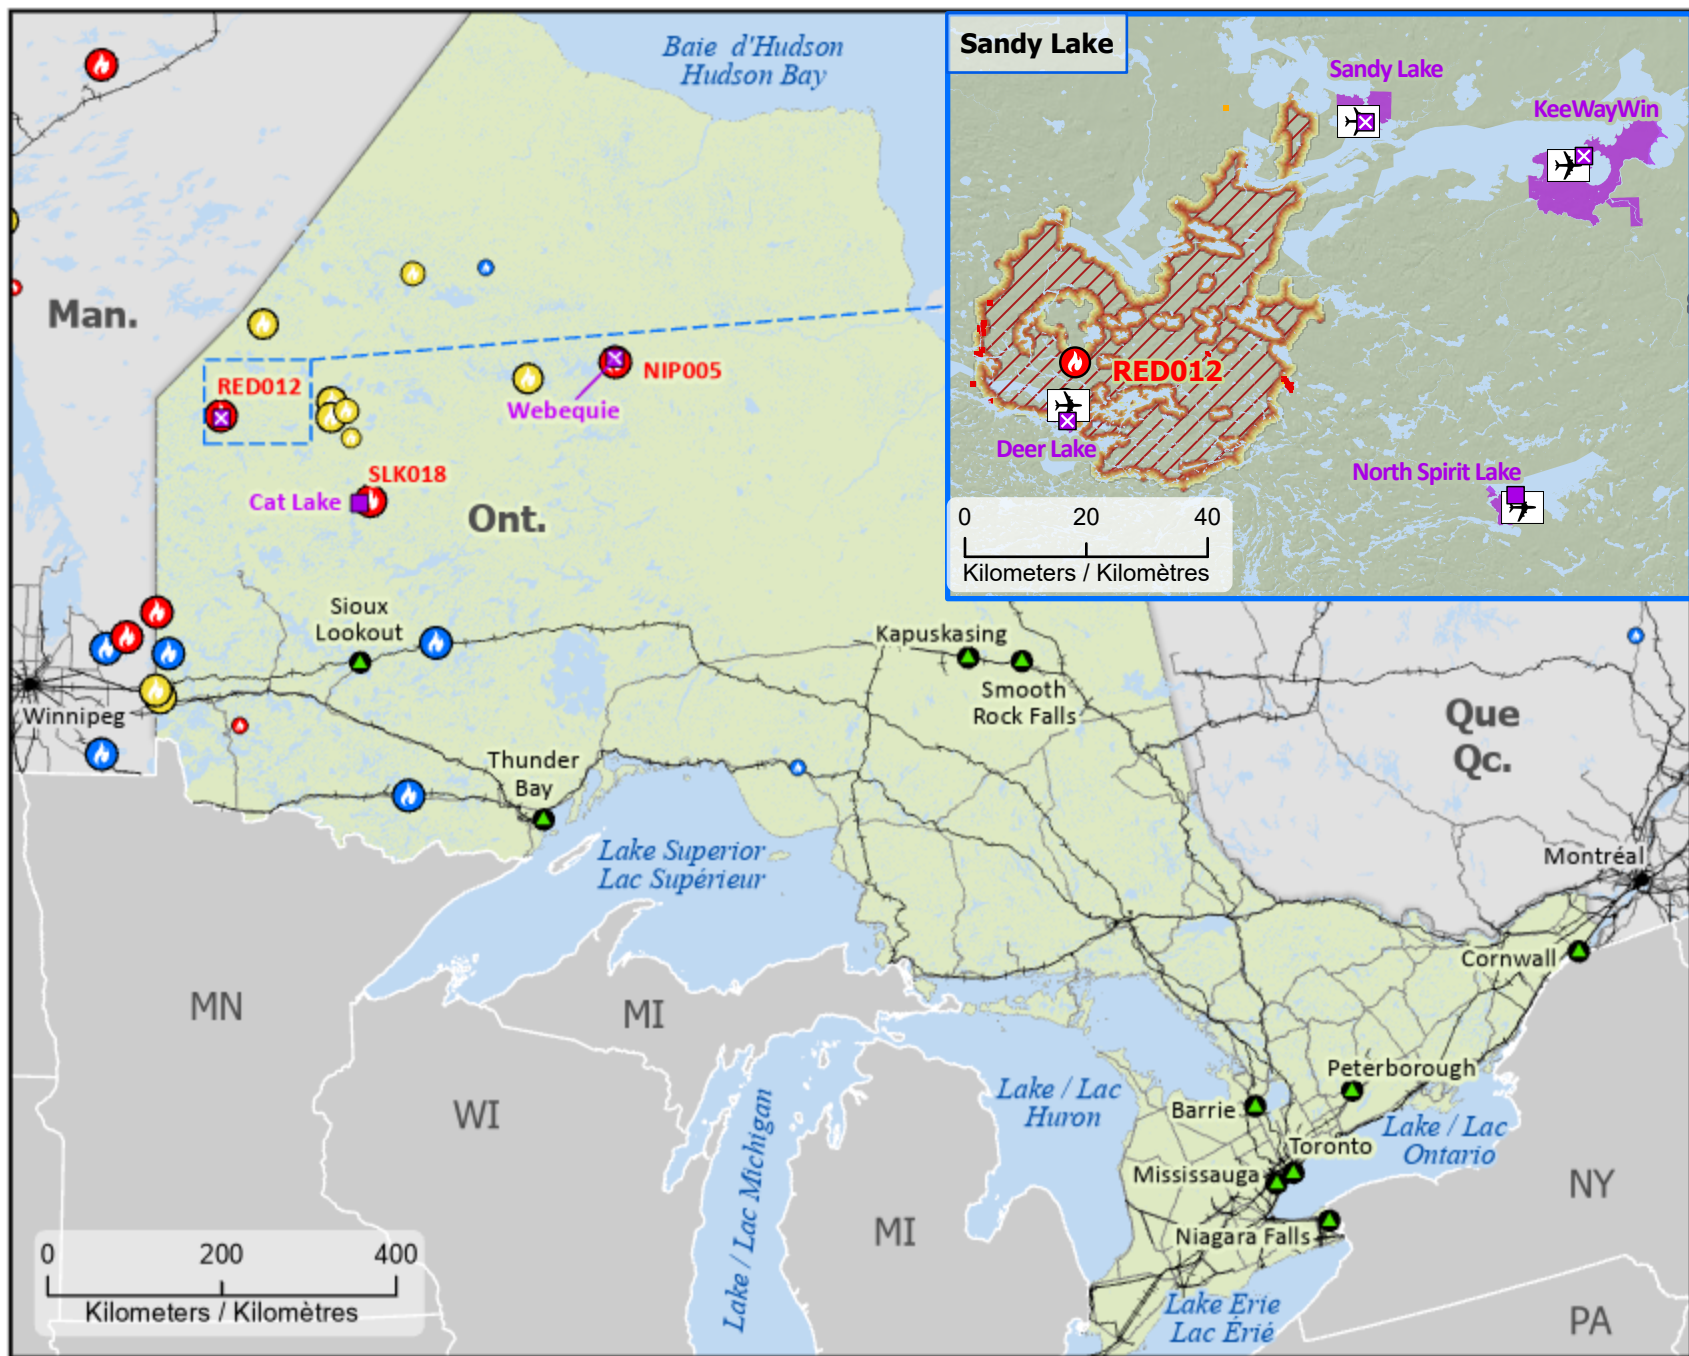 Baie d'Hudson
Hudson Bay
Sandy Lake
Sandy Lake
KeeWayWin
RED012
Deer Lake
North Spirit Lake
0 20 40
Kilometers / Kilomètres
Man.
RED012
NIP005
Webequie
SLK018
Cat Lake
Ont.
Sioux
Lookout
Kapuskasing
Smooth
Rock Falls
Winnipeg
Thunder
Bay
Que
Qc.
Montréal
Lake Superior
Lac Supérieur
Cornwall
MN
MI
WI
Lake / Lac
Huron
Peterborough
Barrie
Lake / Lac
Ontario
Toronto
Mississauga
Lake / Lac Michigan
MI
NY
Niagara Falls
0 200 400
Kilometers / Kilomètres
Lake Erie
Lac Érié
PA